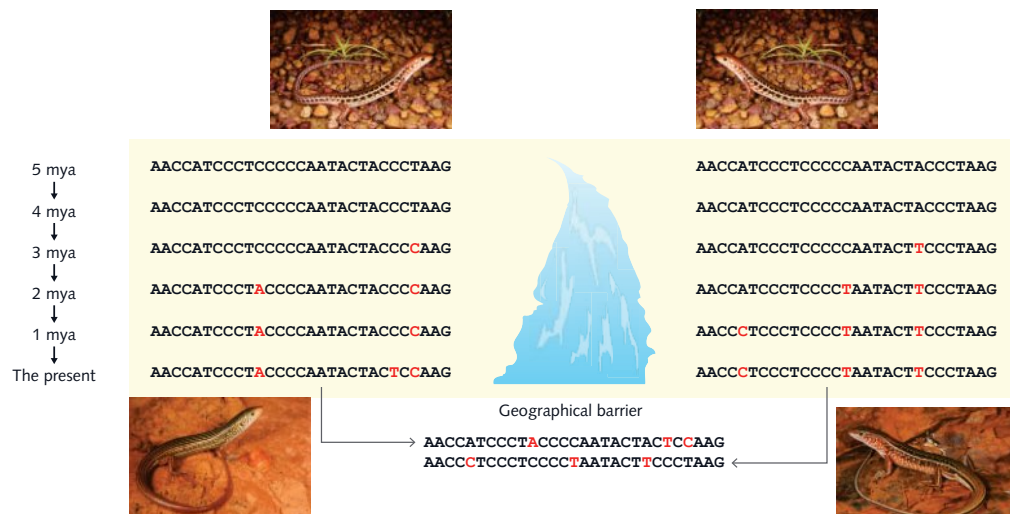 5 mya AACCATCCCTCCCCCAATACTACCCTAAG AACCATCCCTCCCCCAATACTACCCTAAG
4 mya AACCATCCCTCCCCCAATACTACCCTAAG AACCATCCCTCCCCCAATACTACCCTAAG
3 mya AACCATCCCTCCCCCAATACTACCCCAAG AACCATCCCTCCCCCAATACTTCCCTAAG
2 mya AACCATCCCTACCCCAATACTACCCCAAG AACCATCCCTCCCCTAATACTTCCCTAAG
1 mya AACCATCCCTACCCCAATACTACCCCAAG AACCCTCCCTCCCCTAATACTTCCCTAAG
The present AACCATCCCTACCCCAATACTACTCCAAG AACCCTCCCTCCCCTAATACTTCCCTAAG
Geographical barrier
AACCATCCCTACCCCAATACTACTCCAAG
AACCCTCCCTCCCCTAATACTTCCCTAAG